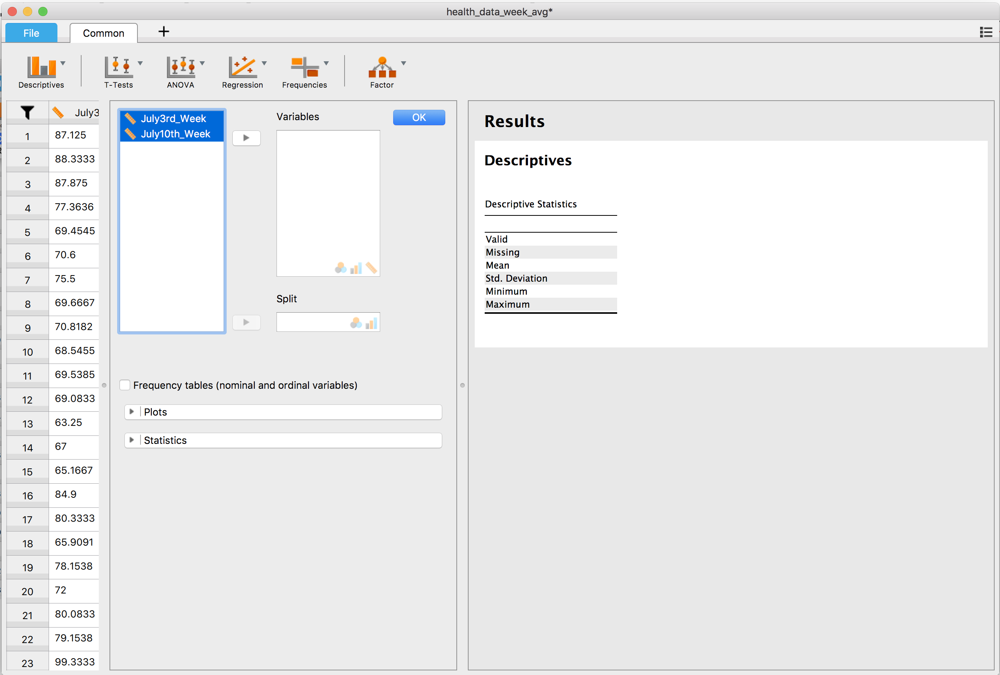 health_data_week_avg*
File
Common
+
Descriptives
T-Tests
ANOVA
Regression
Frequencies
Factor
July3
1 87.125
2 88.3333
3 87.875
4 77.3636
5 69.4545
6 70.6
7 75.5
8 69.6667
9 70.8182
10 68.5455
11 69.5385
12 69.0833
13 63.25
14 67
15 65.1667
16 84.9
17 80.3333
18 65.9091
19 78.1538
20 72
21 80.0833
22 79.1538
23 99.3333
July3rd_Week
July10th_Week
Variables
OK
Split
Frequency tables (nominal and ordinal variables)
Plots
Statistics
Results
Descriptives
Descriptive Statistics
Valid
Missing
Mean
Std. Deviation
Minimum
Maximum